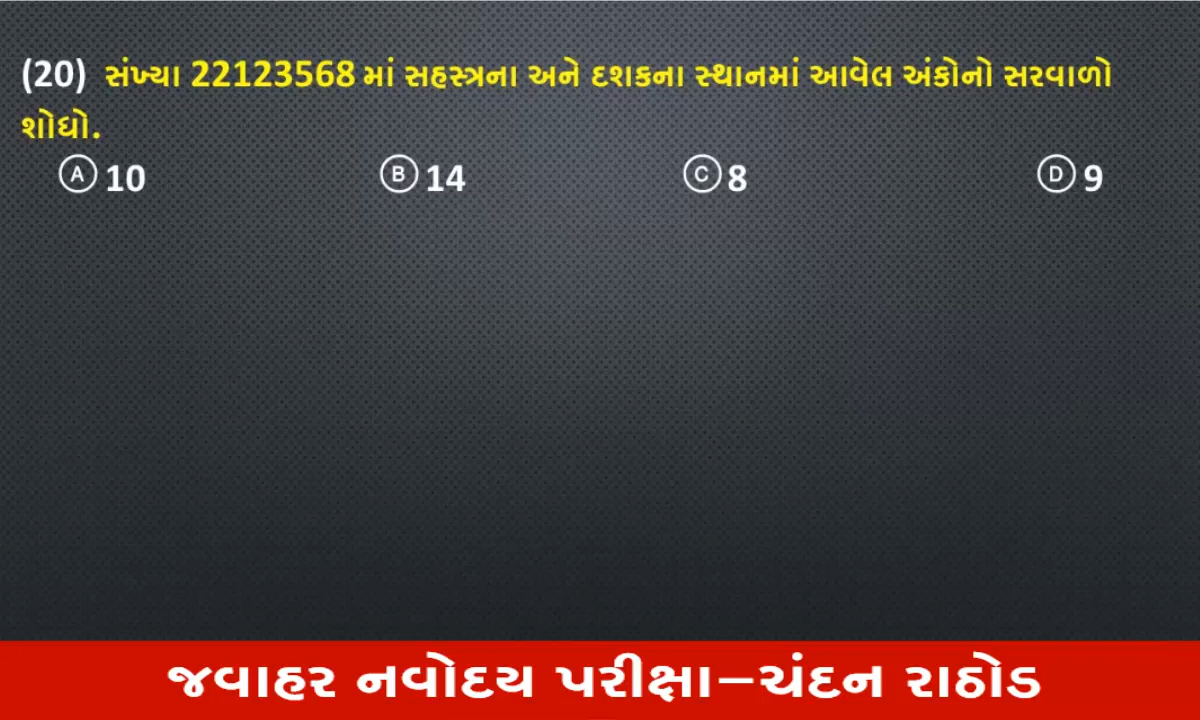 (20) સંખ્યા 22123568 માં સહસ્ત્રના અને દશકના સ્થાનમાં આવેલ અંકોનો સરવાળો
શોધો.
A 10 B 14 C 8 D 9
જવાહર નવોદય પરીક્ષા–ચંદન રાઠોડ